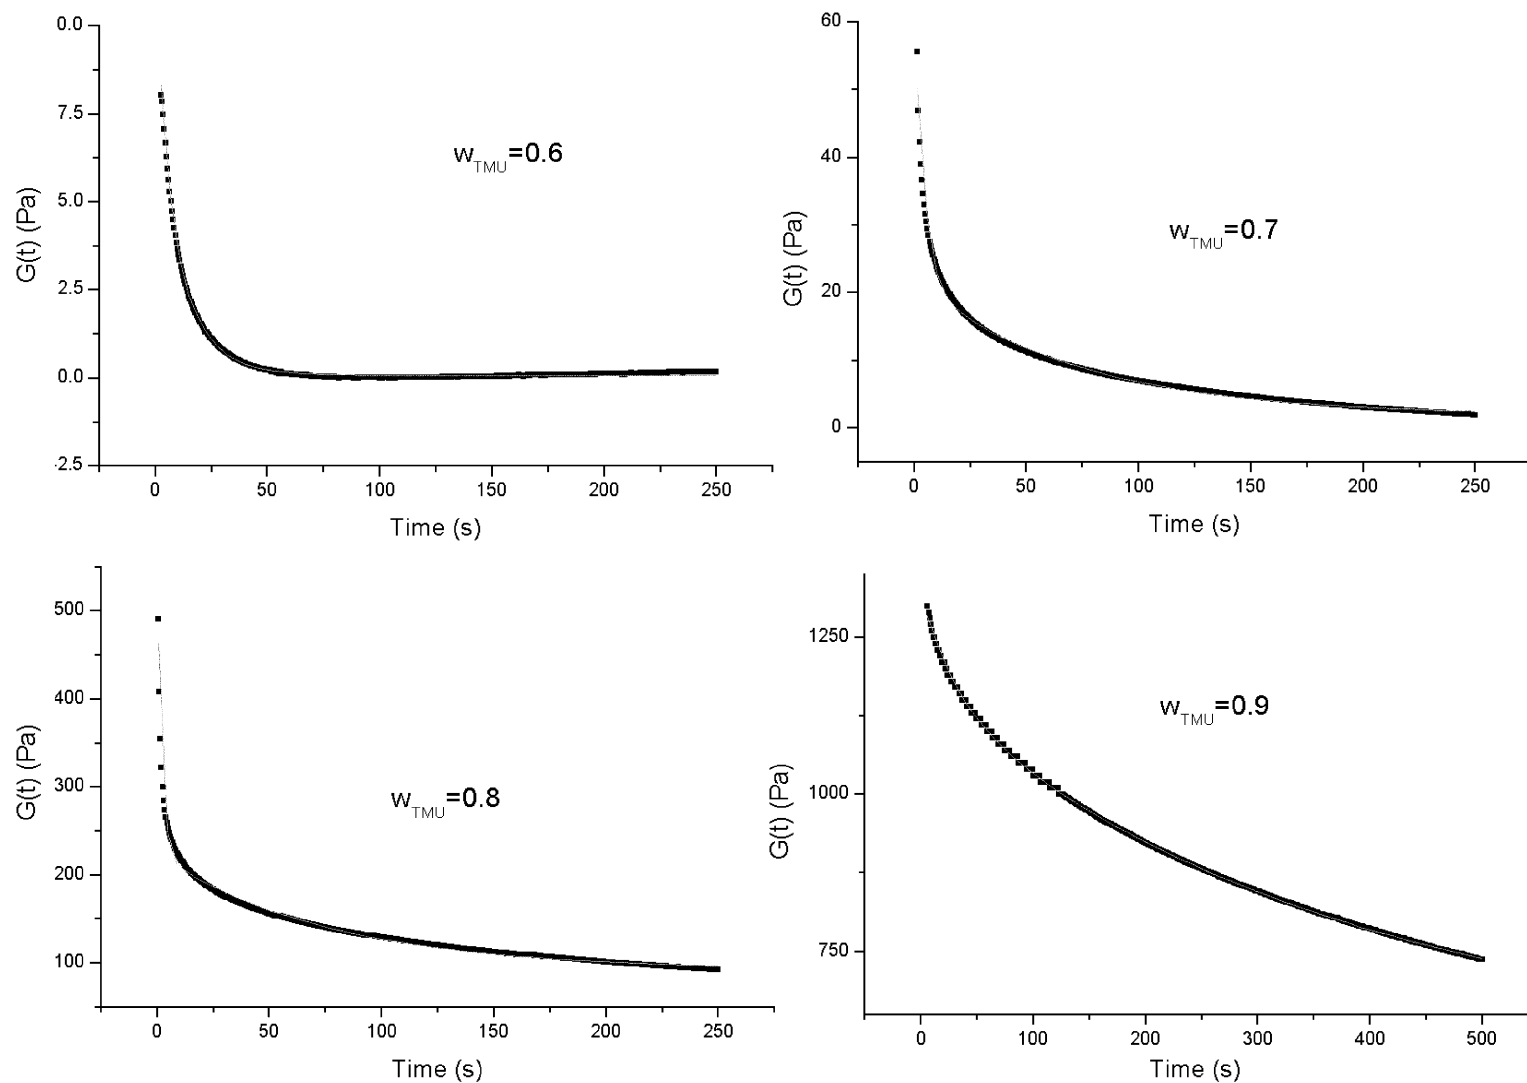 0.0
7.5
5.0
2.5
0.0
-2.5
G(t) (Pa)
w_TMU=0.6
0 50 100 150 200 250
Time (s)
60
40
20
0
G(t) (Pa)
w_TMU=0.7
0 50 100 150 200 250
Time (s)
500
400
300
200
100
G(t) (Pa)
w_TMU=0.8
0 50 100 150 200 250
Time (s)
1250
1000
750
G(t) (Pa)
w_TMU=0.9
0 100 200 300 400 500
Time (s)